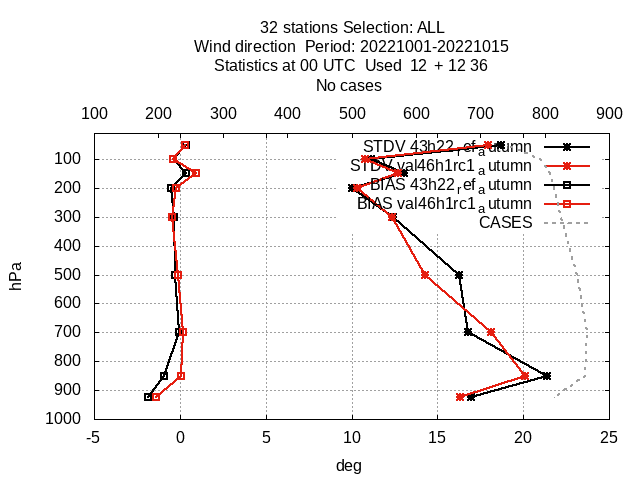 32 stations Selection: ALL
Wind direction  Period: 20221001-20221015
Statistics at 00 UTC  Used  12  + 12 36
No cases
100 200 300 400 500 600 700 800 900
STDV 43h22_ref_autumn
100
STDV val46h1rc1_autumn
BIAS 43h22_ref_autumn
200
BIAS val46h1rc1_autumn
300
CASES
400
hPa
500
600
700
800
900
1000
-5 0 5 10 15 20 25
deg